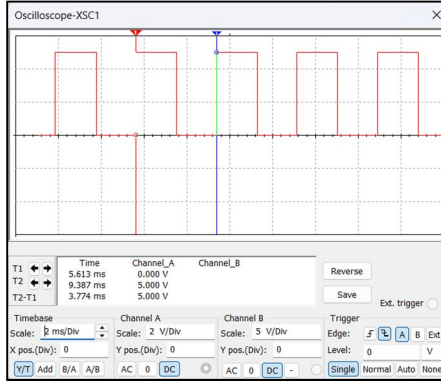 Oscilloscope-XSC1
Time Channel_A Channel_B
T1 5.613 ms 0.000 V
T2 9.387 ms 5.000 V
T2-T1 3.774 ms 5.000 V
Reverse
Save
Ext. trigger
Timebase Channel A Channel B Trigger
Scale: 2 ms/Div Scale: 2 V/Div Scale: 5 V/Div Edge: A B Ext
X pos.(Div): 0 Y pos.(Div): 0 Y pos.(Div): 0 Level: 0 V
Y/T Add B/A A/B AC 0 DC AC 0 DC - Single Normal Auto None